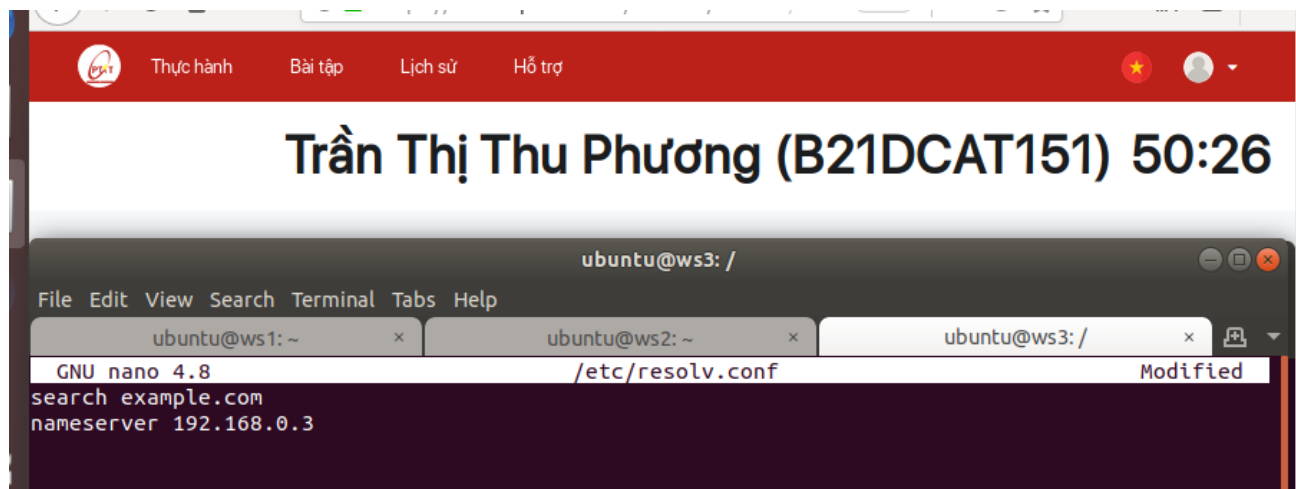 PTIT Thực hành Bài tập Lịch sử Hỗ trợ
Trần Thị Thu Phương (B21DCAT151) 50:26
ubuntu@ws3: /
File Edit View Search Terminal Tabs Help
ubuntu@ws1: ~ × ubuntu@ws2: ~ × ubuntu@ws3: / ×
GNU nano 4.8 /etc/resolv.conf Modified
search example.com
nameserver 192.168.0.3